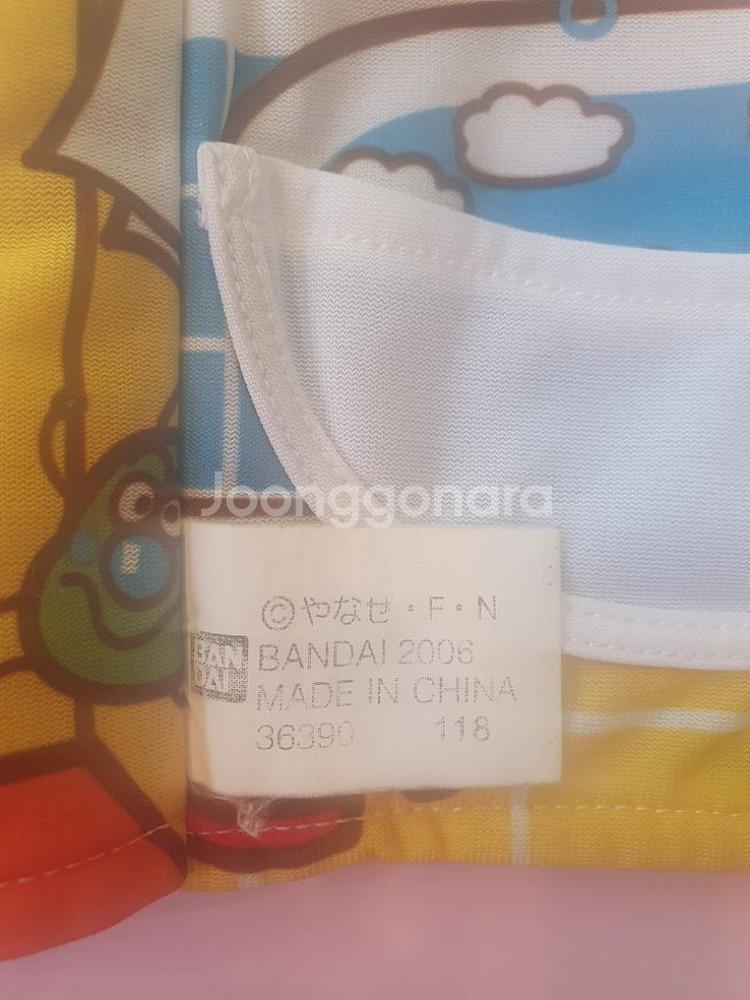 Joonggonara
©やなせ・F・N
BAN
DAI
BANDAI 2006
MADE IN CHINA
36390 118